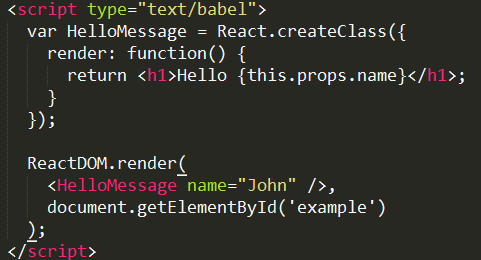 <script type="text/babel">
  var HelloMessage = React.createClass({
    render: function() {
      return <h1>Hello {this.props.name}</h1>;
    }
  });

  ReactDOM.render(
    <HelloMessage name="John" />,
    document.getElementById('example')
  );
</script>